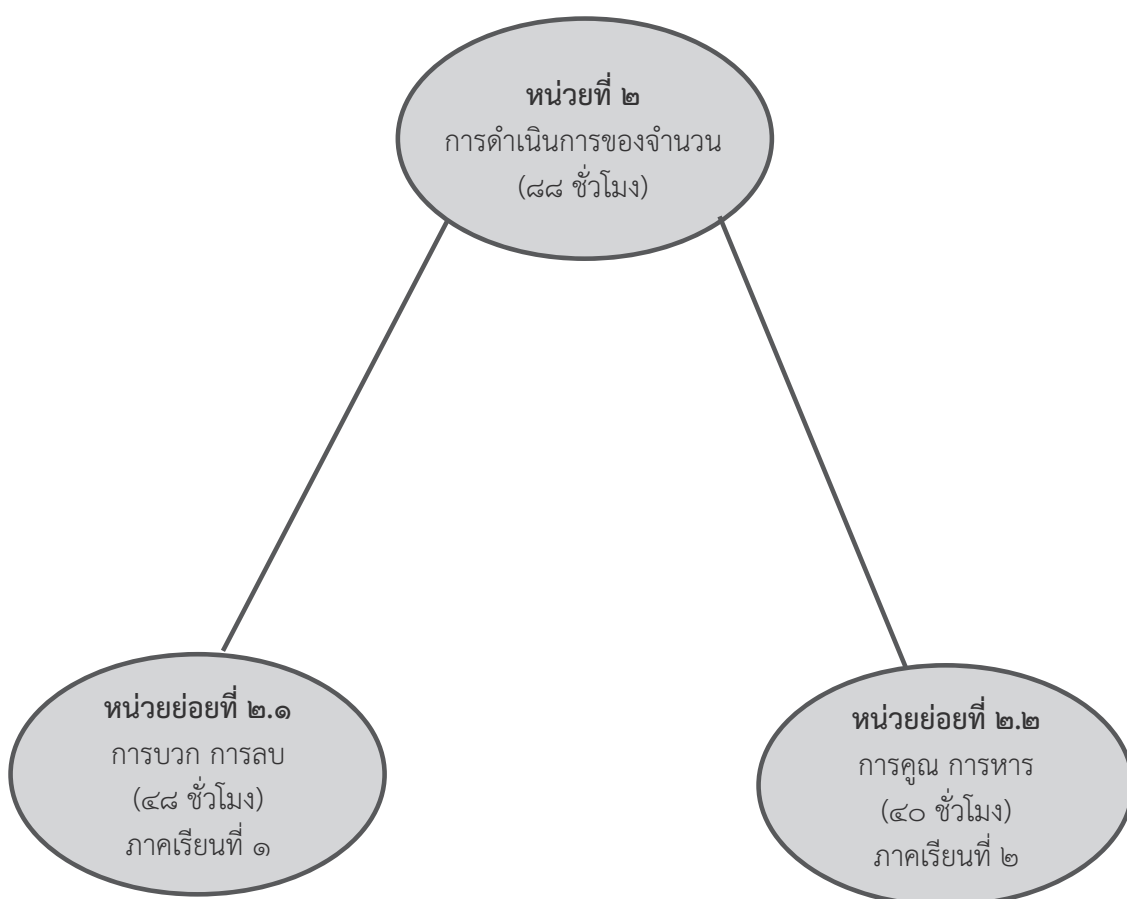 หน่วยที่ ๒
การดำเนินการของจำนวน
(๘๘ ชั่วโมง)
หน่วยย่อยที่ ๒.๑
การบวก การลบ
(๔๘ ชั่วโมง)
ภาคเรียนที่ ๑
หน่วยย่อยที่ ๒.๒
การคูณ การหาร
(๔๐ ชั่วโมง)
ภาคเรียนที่ ๒